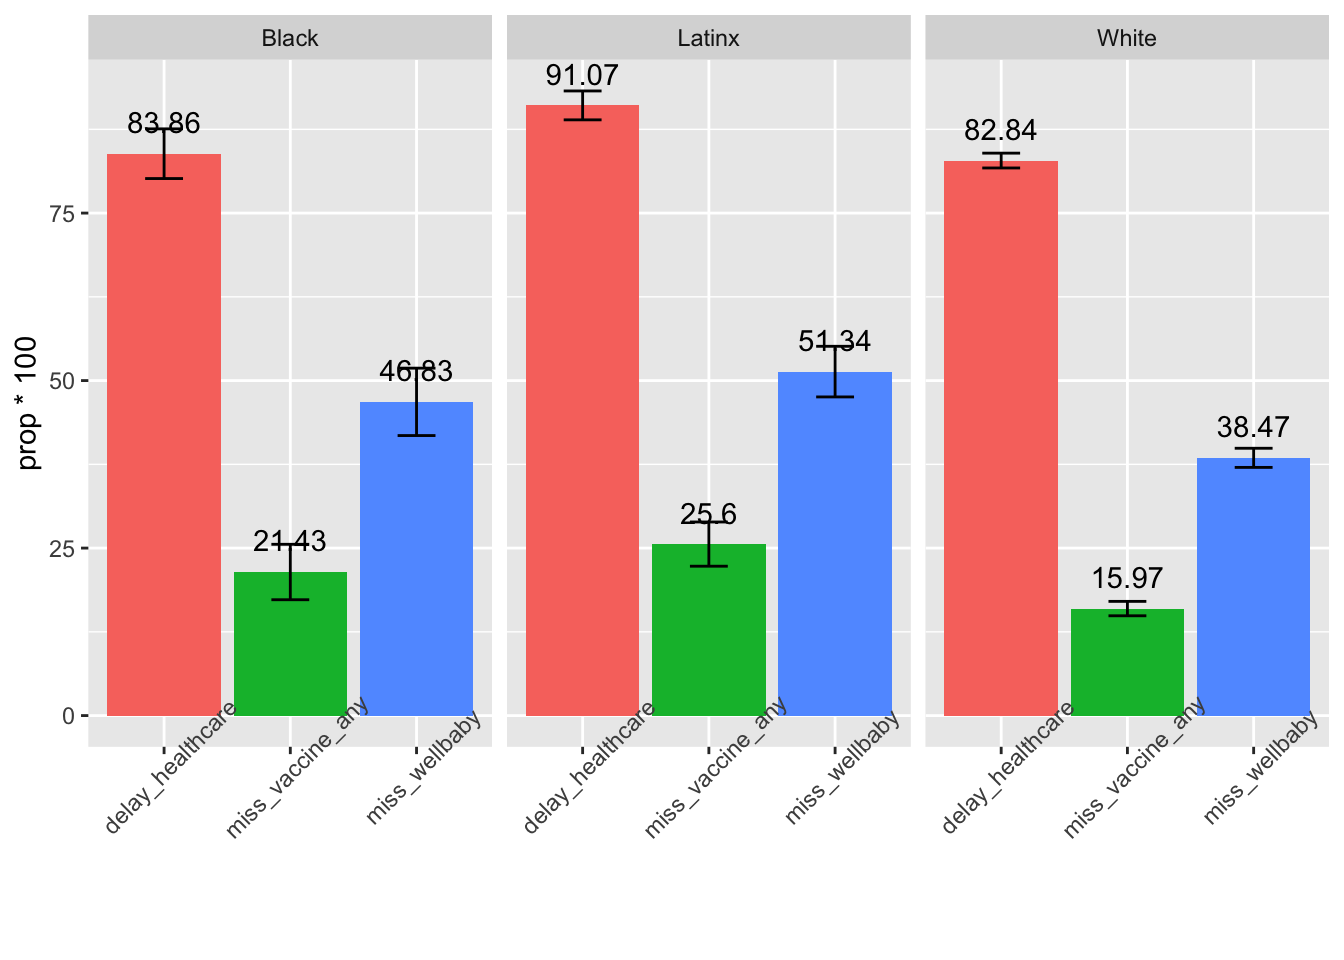 Black
Latinx
White
prop * 100
75
50
25
0
83.86
21.43
46.83
91.07
25.6
51.34
82.84
15.97
38.47
delay_healthcare
miss_vaccine_any
miss_wellbaby
delay_healthcare
miss_vaccine_any
miss_wellbaby
delay_healthcare
miss_vaccine_any
miss_wellbaby